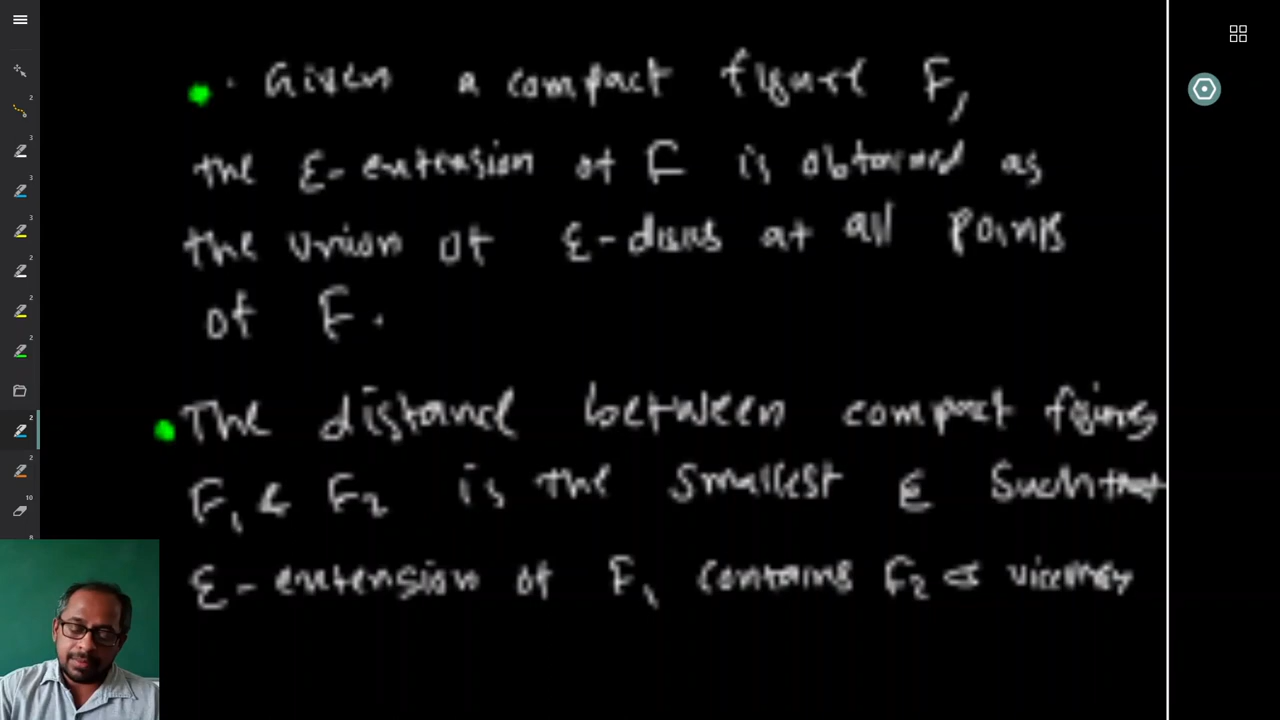 · Given a compact figure F,
the ε-extension of F is obtained as
the union of ε-discs at all points
of F.
The distance between compact figures
F₁ & F₂ is the smallest ε such that
ε-extension of F₁ contains F₂ &